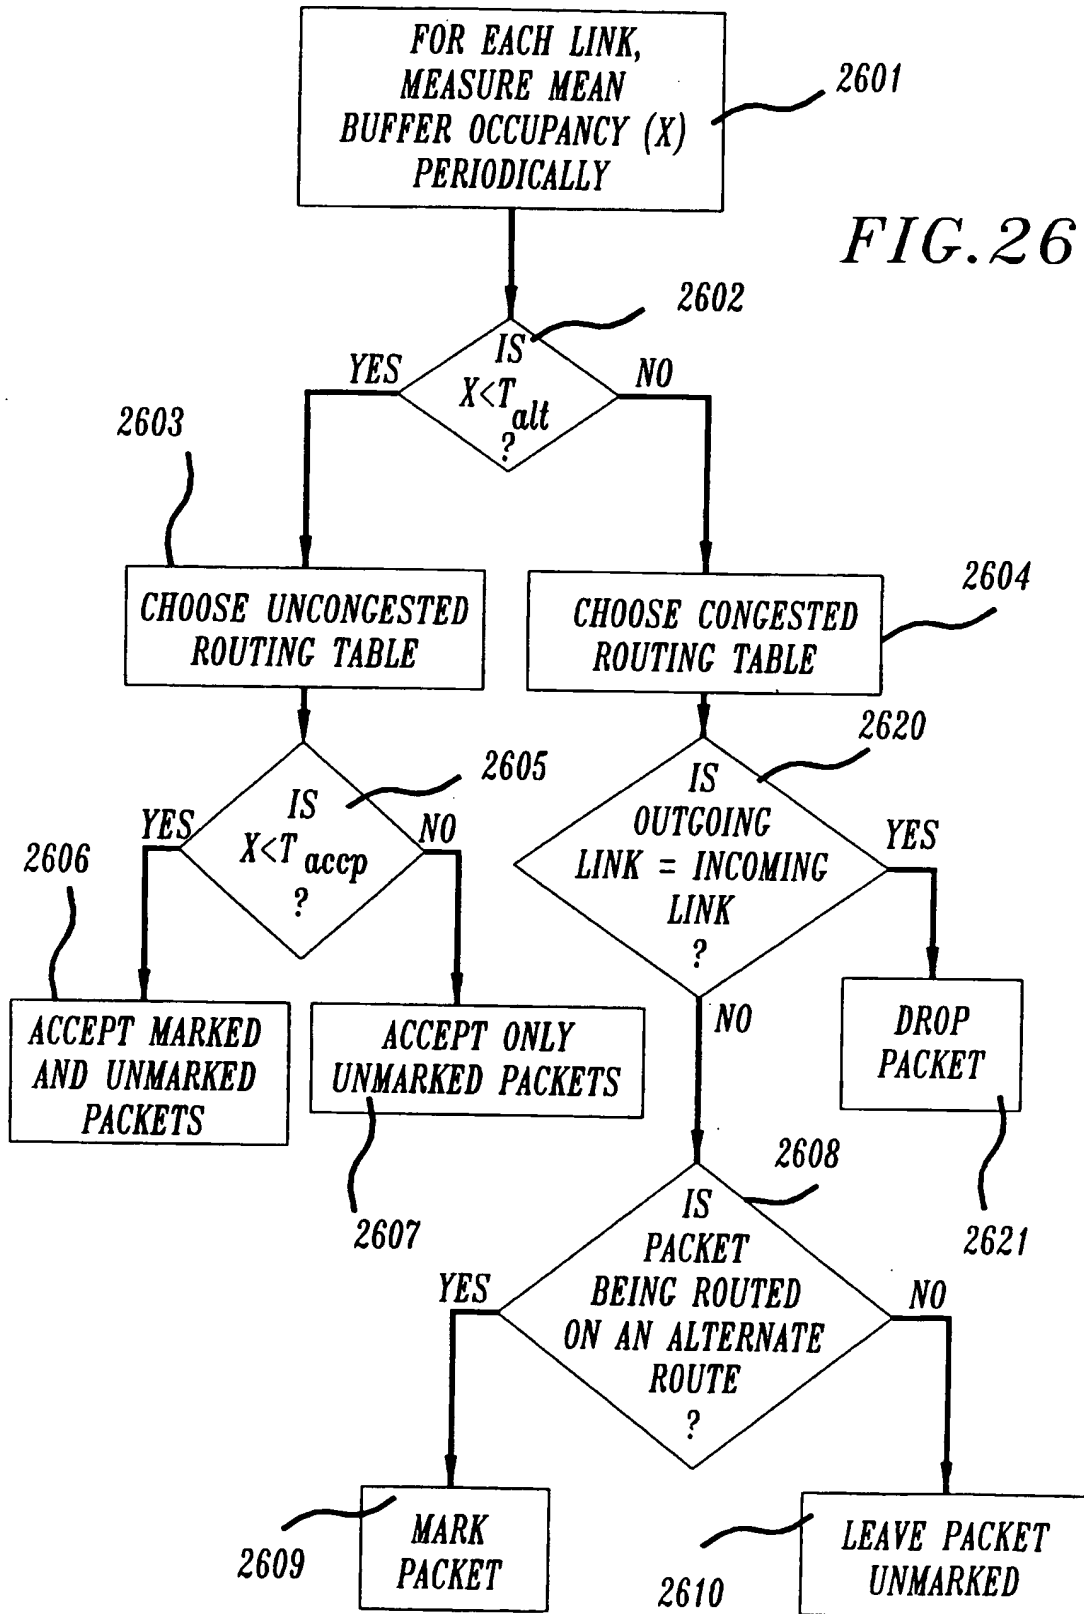 FOR EACH LINK,
MEASURE MEAN
BUFFER OCCUPANCY (X)
PERIODICALLY
2601
FIG.26
2602
IS
X<T alt
?
YES
NO
2603
CHOOSE UNCONGESTED
ROUTING TABLE
2604
CHOOSE CONGESTED
ROUTING TABLE
2605
IS
X<T accp
?
YES
NO
2620
IS
OUTGOING
LINK = INCOMING
LINK
?
YES
NO
2606
ACCEPT MARKED
AND UNMARKED
PACKETS
ACCEPT ONLY
UNMARKED PACKETS
2607
DROP
PACKET
2621
2608
IS
PACKET
BEING ROUTED
ON AN ALTERNATE
ROUTE
?
YES
NO
MARK
PACKET
2609
LEAVE PACKET
UNMARKED
2610